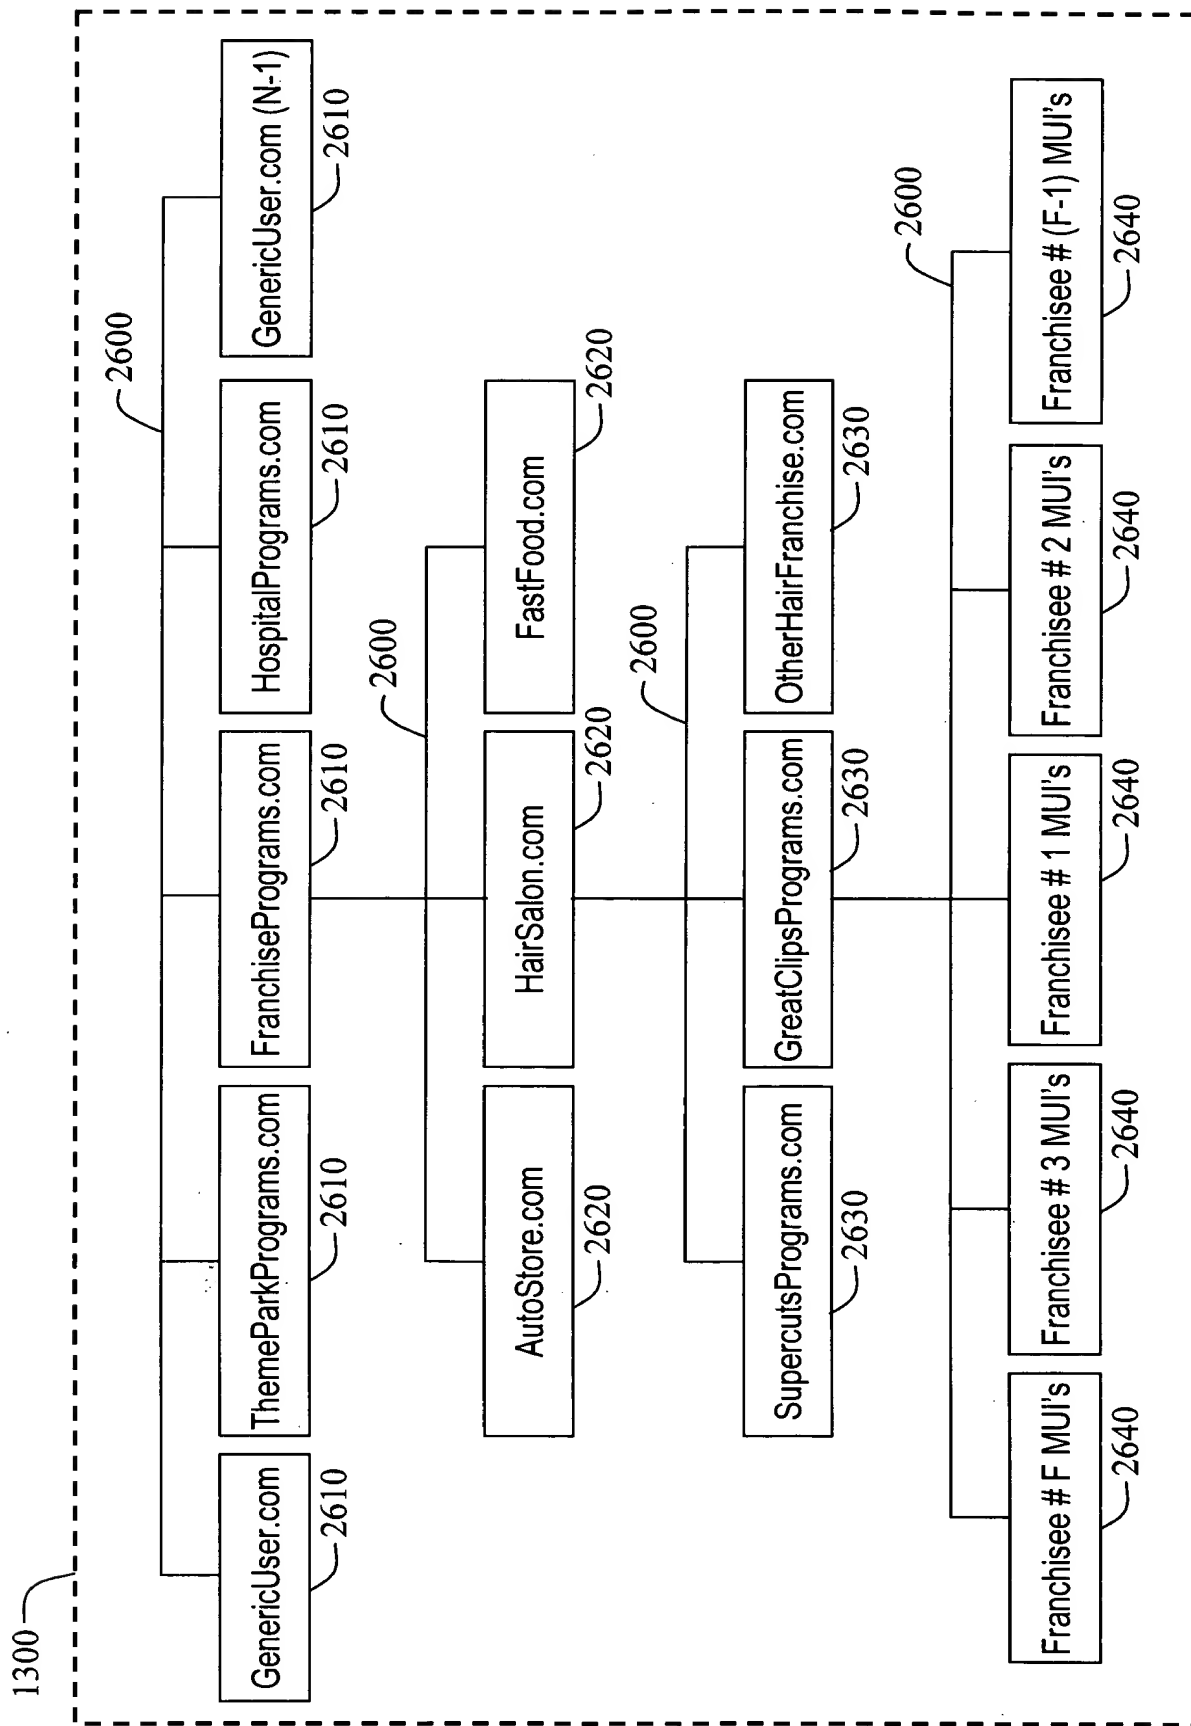 1300
2600
GenericUser.com
2610
ThemeParkPrograms.com
2610
FranchisePrograms.com
2610
HospitalPrograms.com
2610
GenericUser.com (N-1)
2610
2600
AutoStore.com
2620
HairSalon.com
2620
FastFood.com
2620
2600
SupercutsPrograms.com
2630
GreatClipsPrograms.com
2630
OtherHairFranchise.com
2630
2600
Franchisee # F MUI's
2640
Franchisee # 3 MUI's
2640
Franchisee # 1 MUI's
2640
Franchisee # 2 MUI's
2640
Franchisee # (F-1) MUI's
2640